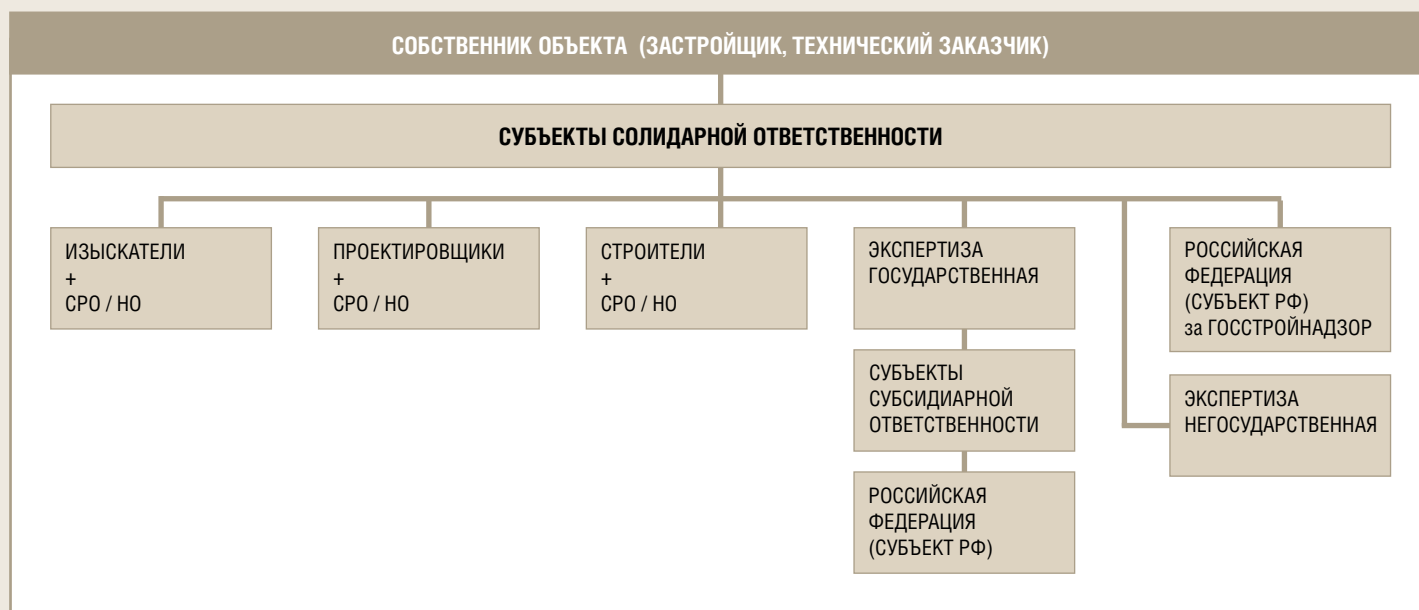 СОБСТВЕННИК ОБЪЕКТА (ЗАСТРОЙЩИК, ТЕХНИЧЕСКИЙ ЗАКАЗЧИК)
СУБЪЕКТЫ СОЛИДАРНОЙ ОТВЕТСТВЕННОСТИ
ИЗЫСКАТЕЛИ
+
СРО / НО
ПРОЕКТИРОВЩИКИ
+
СРО / НО
СТРОИТЕЛИ
+
СРО / НО
ЭКСПЕРТИЗА
ГОСУДАРСТВЕННАЯ
СУБЪЕКТЫ
СУБСИДИАРНОЙ
ОТВЕТСТВЕННОСТИ
РОССИЙСКАЯ
ФЕДЕРАЦИЯ
(СУБЪЕКТ РФ)
РОССИЙСКАЯ
ФЕДЕРАЦИЯ
(СУБЪЕКТ РФ)
за ГОССТРОЙНАДЗОР
ЭКСПЕРТИЗА
НЕГОСУДАРСТВЕННАЯ